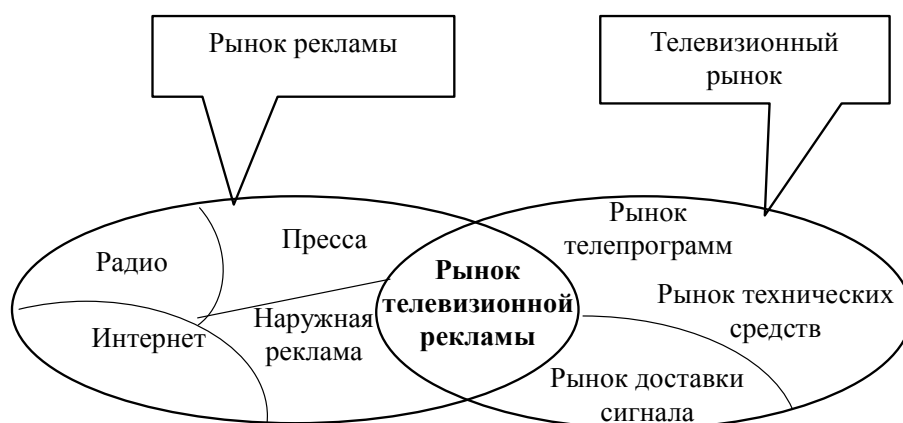 Рынок рекламы
Телевизионный
рынок
Радио
Пресса
Интернет
Наружная
реклама
Рынок
телевизионной
рекламы
Рынок
телепрограмм
Рынок технических
средств
Рынок доставки
сигнала